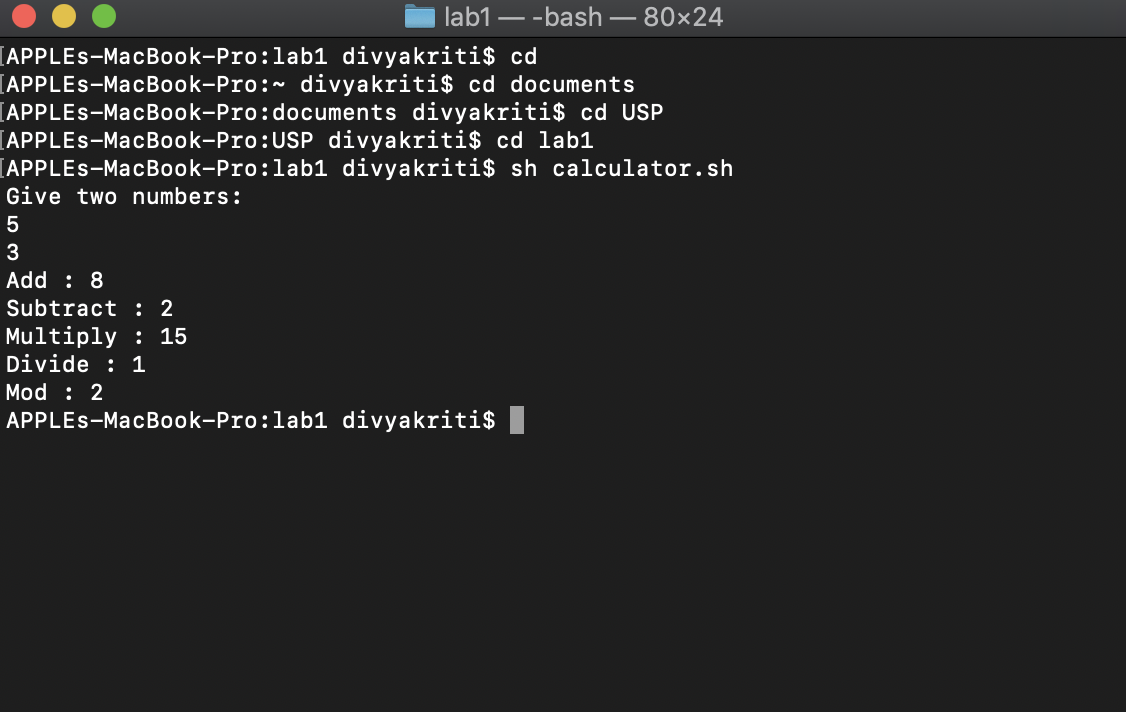 lab1 — -bash — 80×24
[APPLEs-MacBook-Pro:lab1 divyakriti$ cd
[APPLEs-MacBook-Pro:~ divyakriti$ cd documents
[APPLEs-MacBook-Pro:documents divyakriti$ cd USP
[APPLEs-MacBook-Pro:USP divyakriti$ cd lab1
[APPLEs-MacBook-Pro:lab1 divyakriti$ sh calculator.sh
Give two numbers:
5
3
Add : 8
Subtract : 2
Multiply : 15
Divide : 1
Mod : 2
APPLEs-MacBook-Pro:lab1 divyakriti$